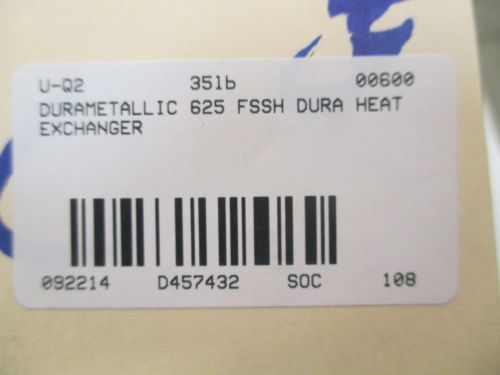 U-Q2 351b 00600
DURAMETALLIC 625 FSSH DURA HEAT
EXCHANGER
092214 D457432 SOC 108